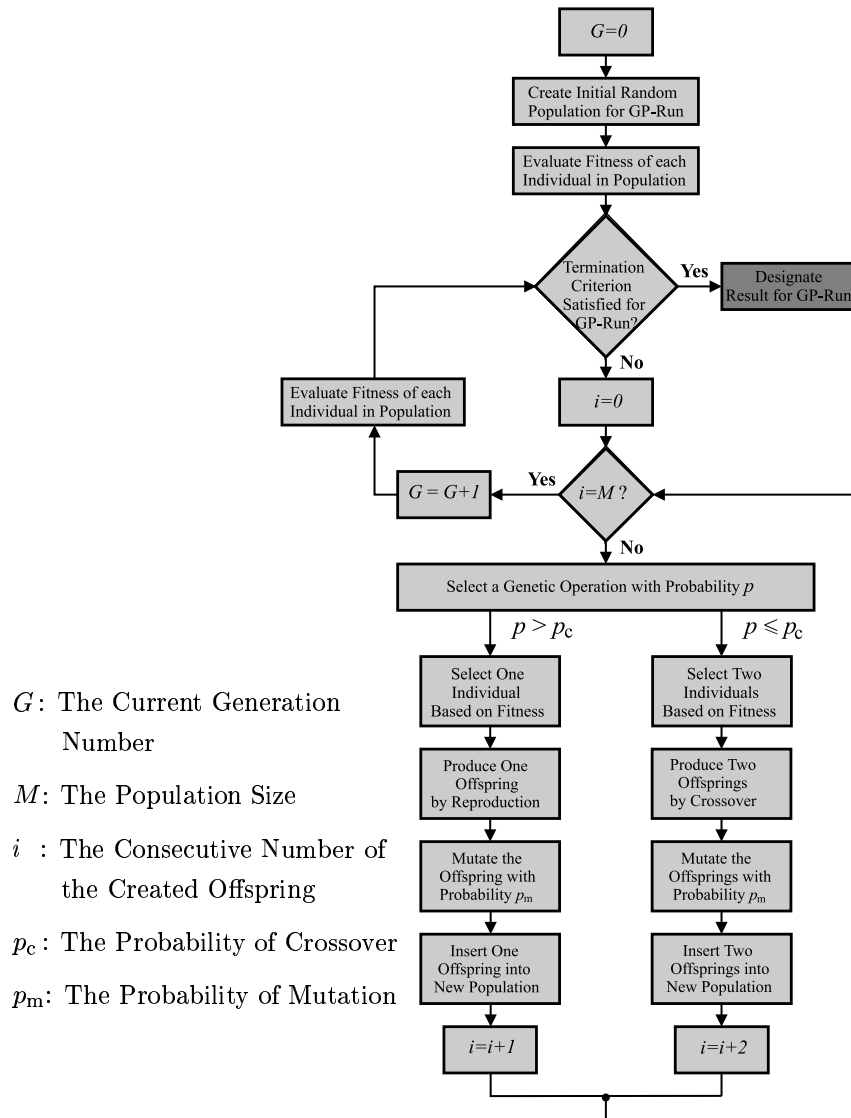 G=0
Create Initial Random
Population for GP-Run
Evaluate Fitness of each
Individual in Population
Termination
Criterion
Satisfied for
GP-Run?
Yes
Designate
Result for GP-Run
No
Evaluate Fitness of each
Individual in Population
i=0
Yes
G = G+1
i=M ?
No
Select a Genetic Operation with Probability p
p > pc
p ⩽ pc
Select One
Individual
Based on Fitness
Select Two
Individuals
Based on Fitness
Produce One
Offspring
by Reproduction
Produce Two
Offsprings
by Crossover
Mutate the
Offspring with
Probability pm
Mutate the
Offsprings with
Probability pm
Insert One
Offspring into
New Population
Insert Two
Offsprings into
New Population
i=i+1
i=i+2
G : The Current Generation
Number
M : The Population Size
i : The Consecutive Number of
the Created Offspring
pc : The Probability of Crossover
pm : The Probability of Mutation